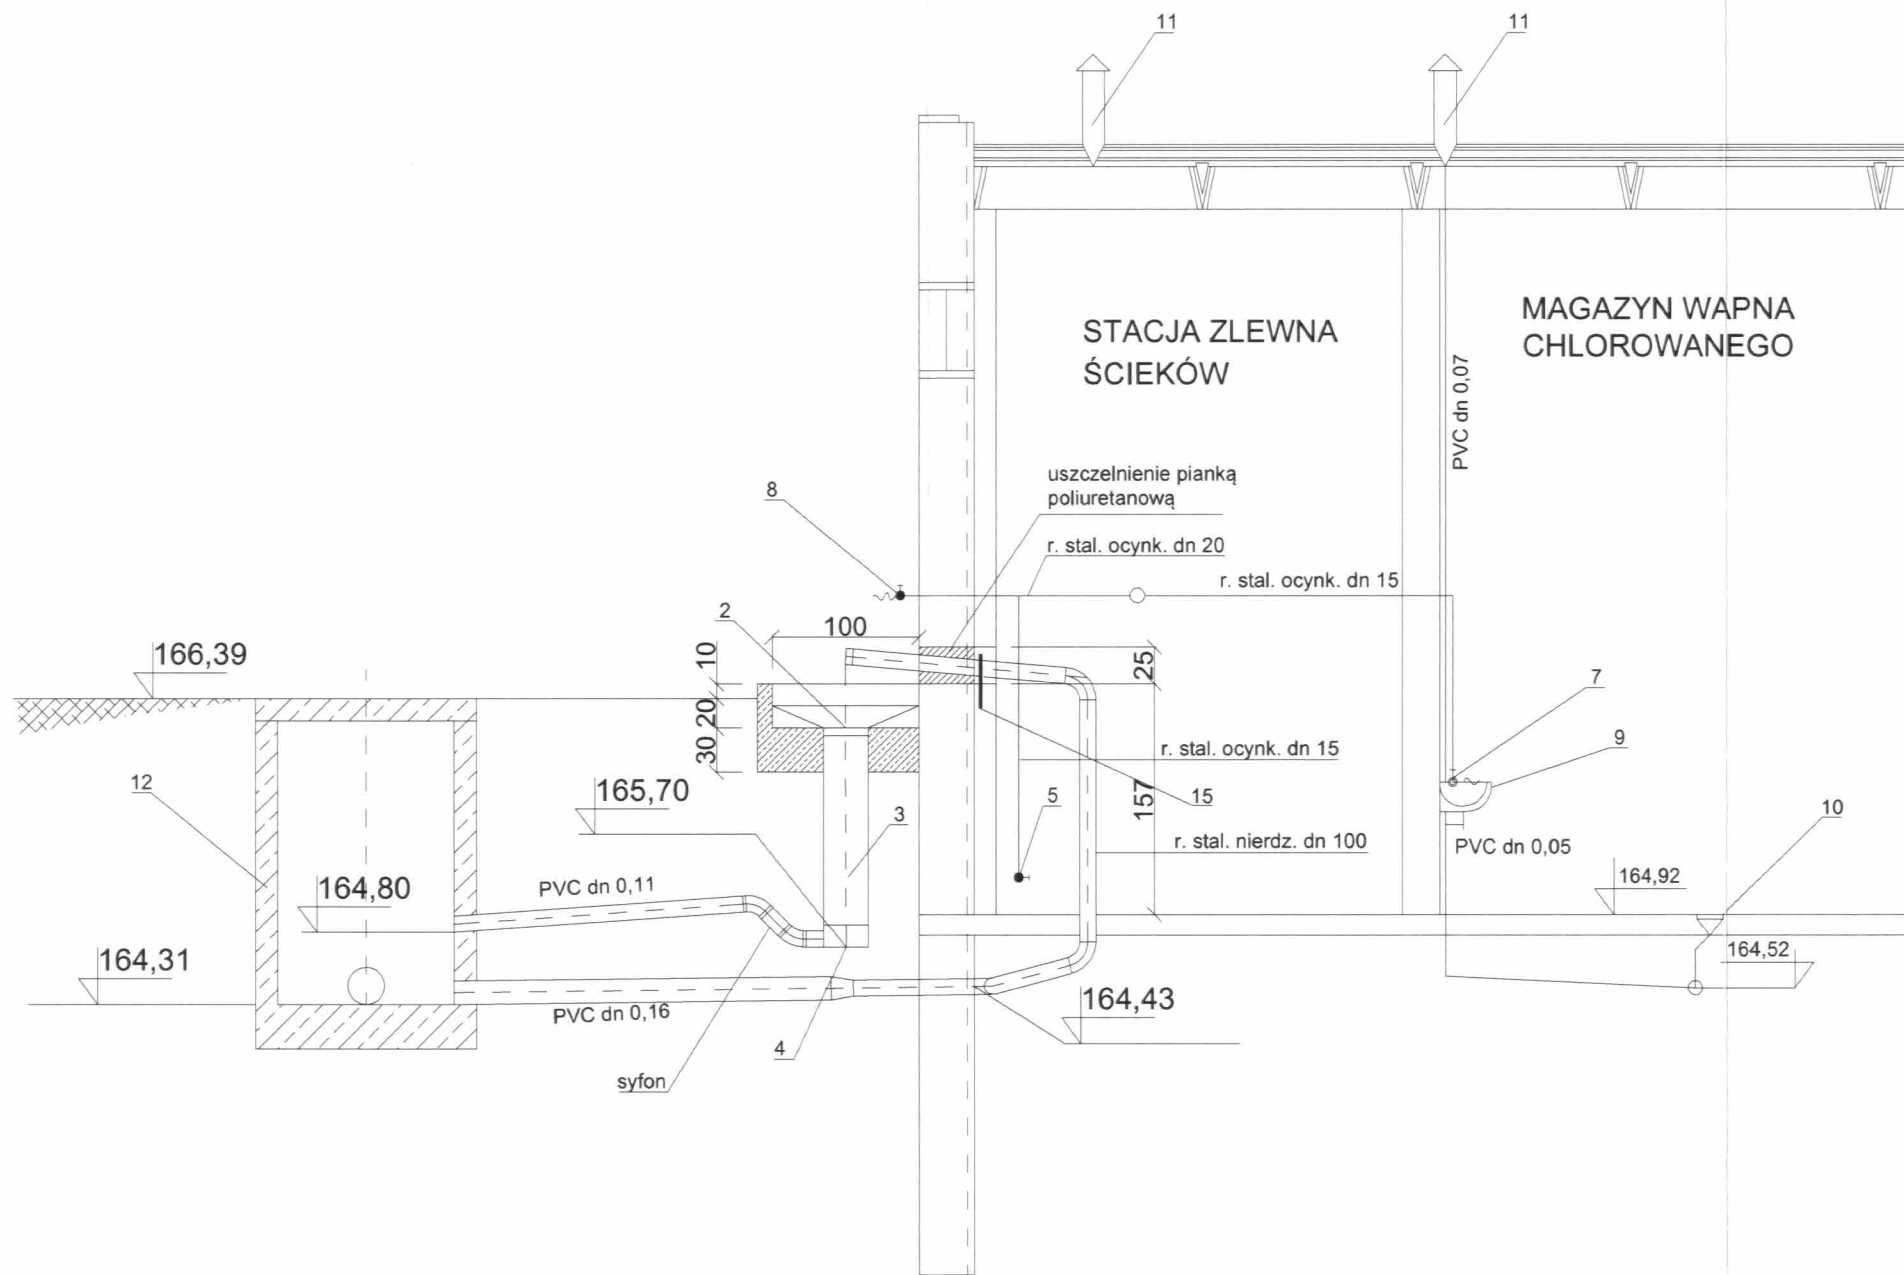 11
11
STACJA ZLEWNA
ŚCIEKÓW
MAGAZYN WAPNA
CHLOROWANEGO
PVC dn 0,07
uszczelnienie pianką
poliuretanową
8
r. stal. ocynk. dn 20
r. stal. ocynk. dn 15
2
100
166,39
10
25
7
20
30
r. stal. ocynk. dn 15
9
12
165,70
3
157
15
5
10
r. stal. nierdz. dn 100
PVC dn 0,05
164,80
PVC dn 0,11
164,92
164,31
164,52
164,43
PVC dn 0,16
4
syfon